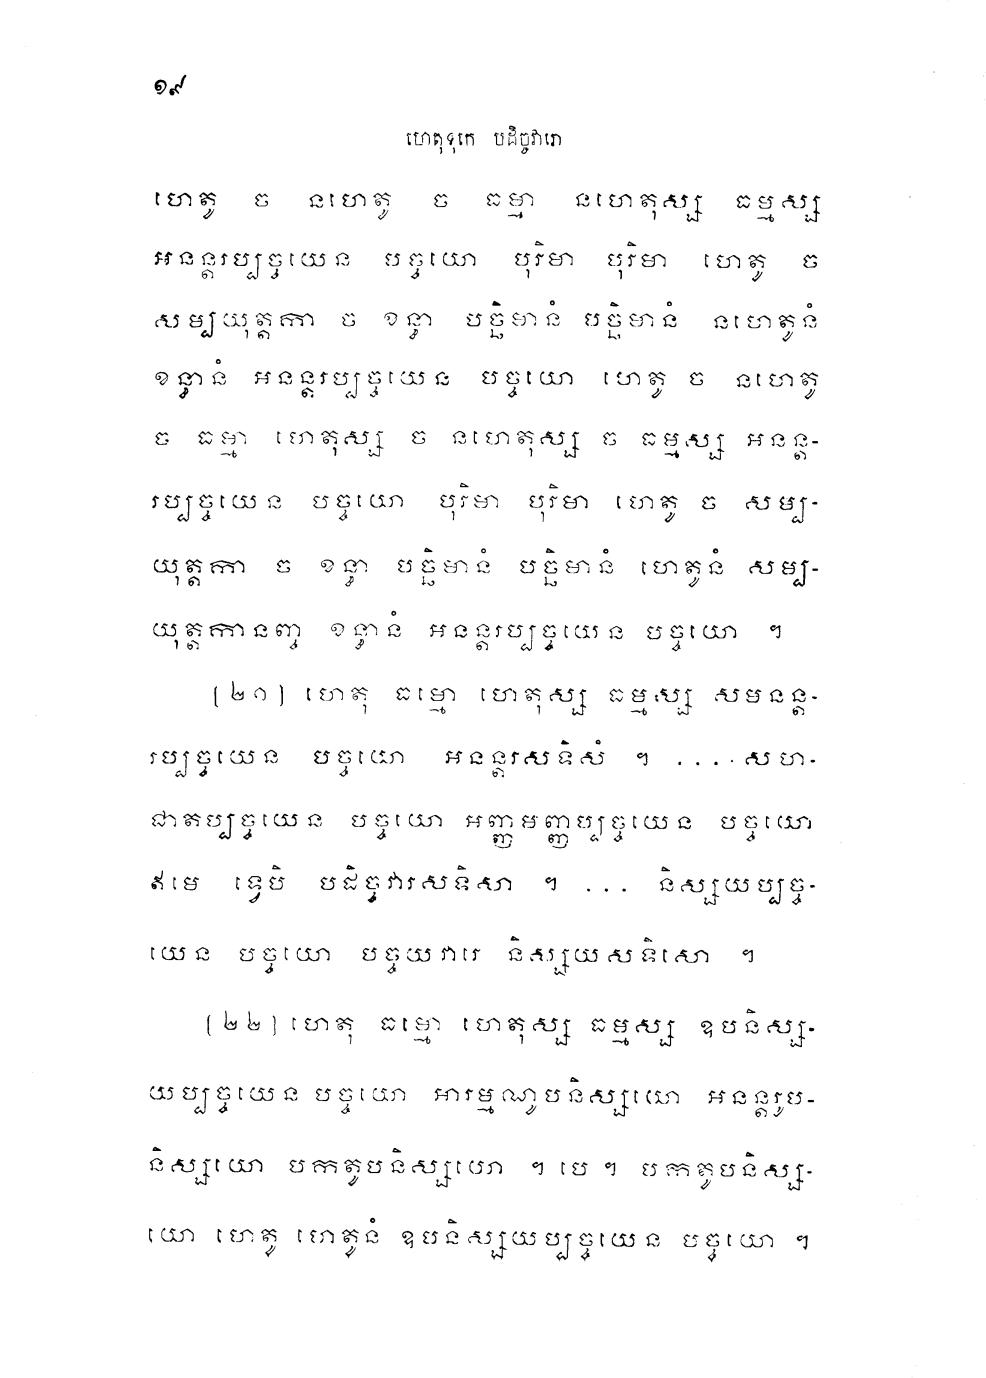 ១៩
ហេតុទុកេ បដិច្ចវារោ
ហេតូ ច នហេតូ ច ធម្មា នហេតុស្ស ធម្មស្ស
អនន្តរប្បច្ចយេន បច្ចយោ បុរិមា បុរិមា ហេតូ ច
សម្បយុត្តកា ច ខន្ធា បច្ឆិមានំ បច្ឆិមានំ នហេតូនំ
ខន្ធានំ អនន្តរប្បច្ចយេន បច្ចយោ ហេតូ ច នហេតូ
ច ធម្មា ហេតុស្ស ច នហេតុស្ស ច ធម្មស្ស អនន្ត-
រប្បច្ចយេន បច្ចយោ បុរិមា បុរិមា ហេតូ ច សម្ប-
យុត្តកា ច ខន្ធា បច្ឆិមានំ បច្ឆិមានំ ហេតូនំ សម្ប-
យុត្តកានញ្ច ខន្ធានំ អនន្តរប្បច្ចយេន បច្ចយោ ។
(២១) ហេតុ ធម្មោ ហេតុស្ស ធម្មស្ស សមនន្ត-
រប្បច្ចយេន បច្ចយោ អនន្តរសទិសំ ។ .... សហ-
ជាតប្បច្ចយេន បច្ចយោ អញ្ញមញ្ញប្បច្ចយេន បច្ចយោ
ឥមេ ទ្វេបិ បដិច្ចវារសទិសា ។ ... និស្សយប្បច្ច-
យេន បច្ចយោ បច្ចយវារេ និស្សយសទិសោ ។
(២២) ហេតុ ធម្មោ ហេតុស្ស ធម្មស្ស ឧបនិស្ស-
យប្បច្ចយេន បច្ចយោ អារម្មណូបនិស្សយោ អនន្តរូប-
និស្សយោ បកតូបនិស្សយោ ។ បេ ។ បកតូបនិស្ស-
យោ ហេតូ ហេតូនំ ឧបនិស្សយប្បច្ចយេន បច្ចយោ ។